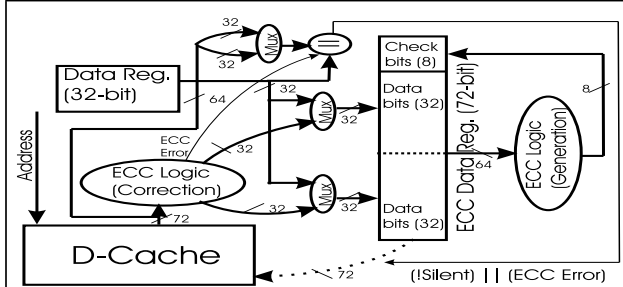 32
32
Mux
||
Data Reg.
(32-bit)
64
32
Check
bits (8)
Data
bits (32)
Data
bits (32)
ECC Data Reg. (72-bit)
8
ECC Logic
(Generation)
64
Mux
32
32
ECC
Error
ECC Logic
(Correction)
Mux
32
32
Address
72
D-Cache
72
(!Silent) || (ECC Error)